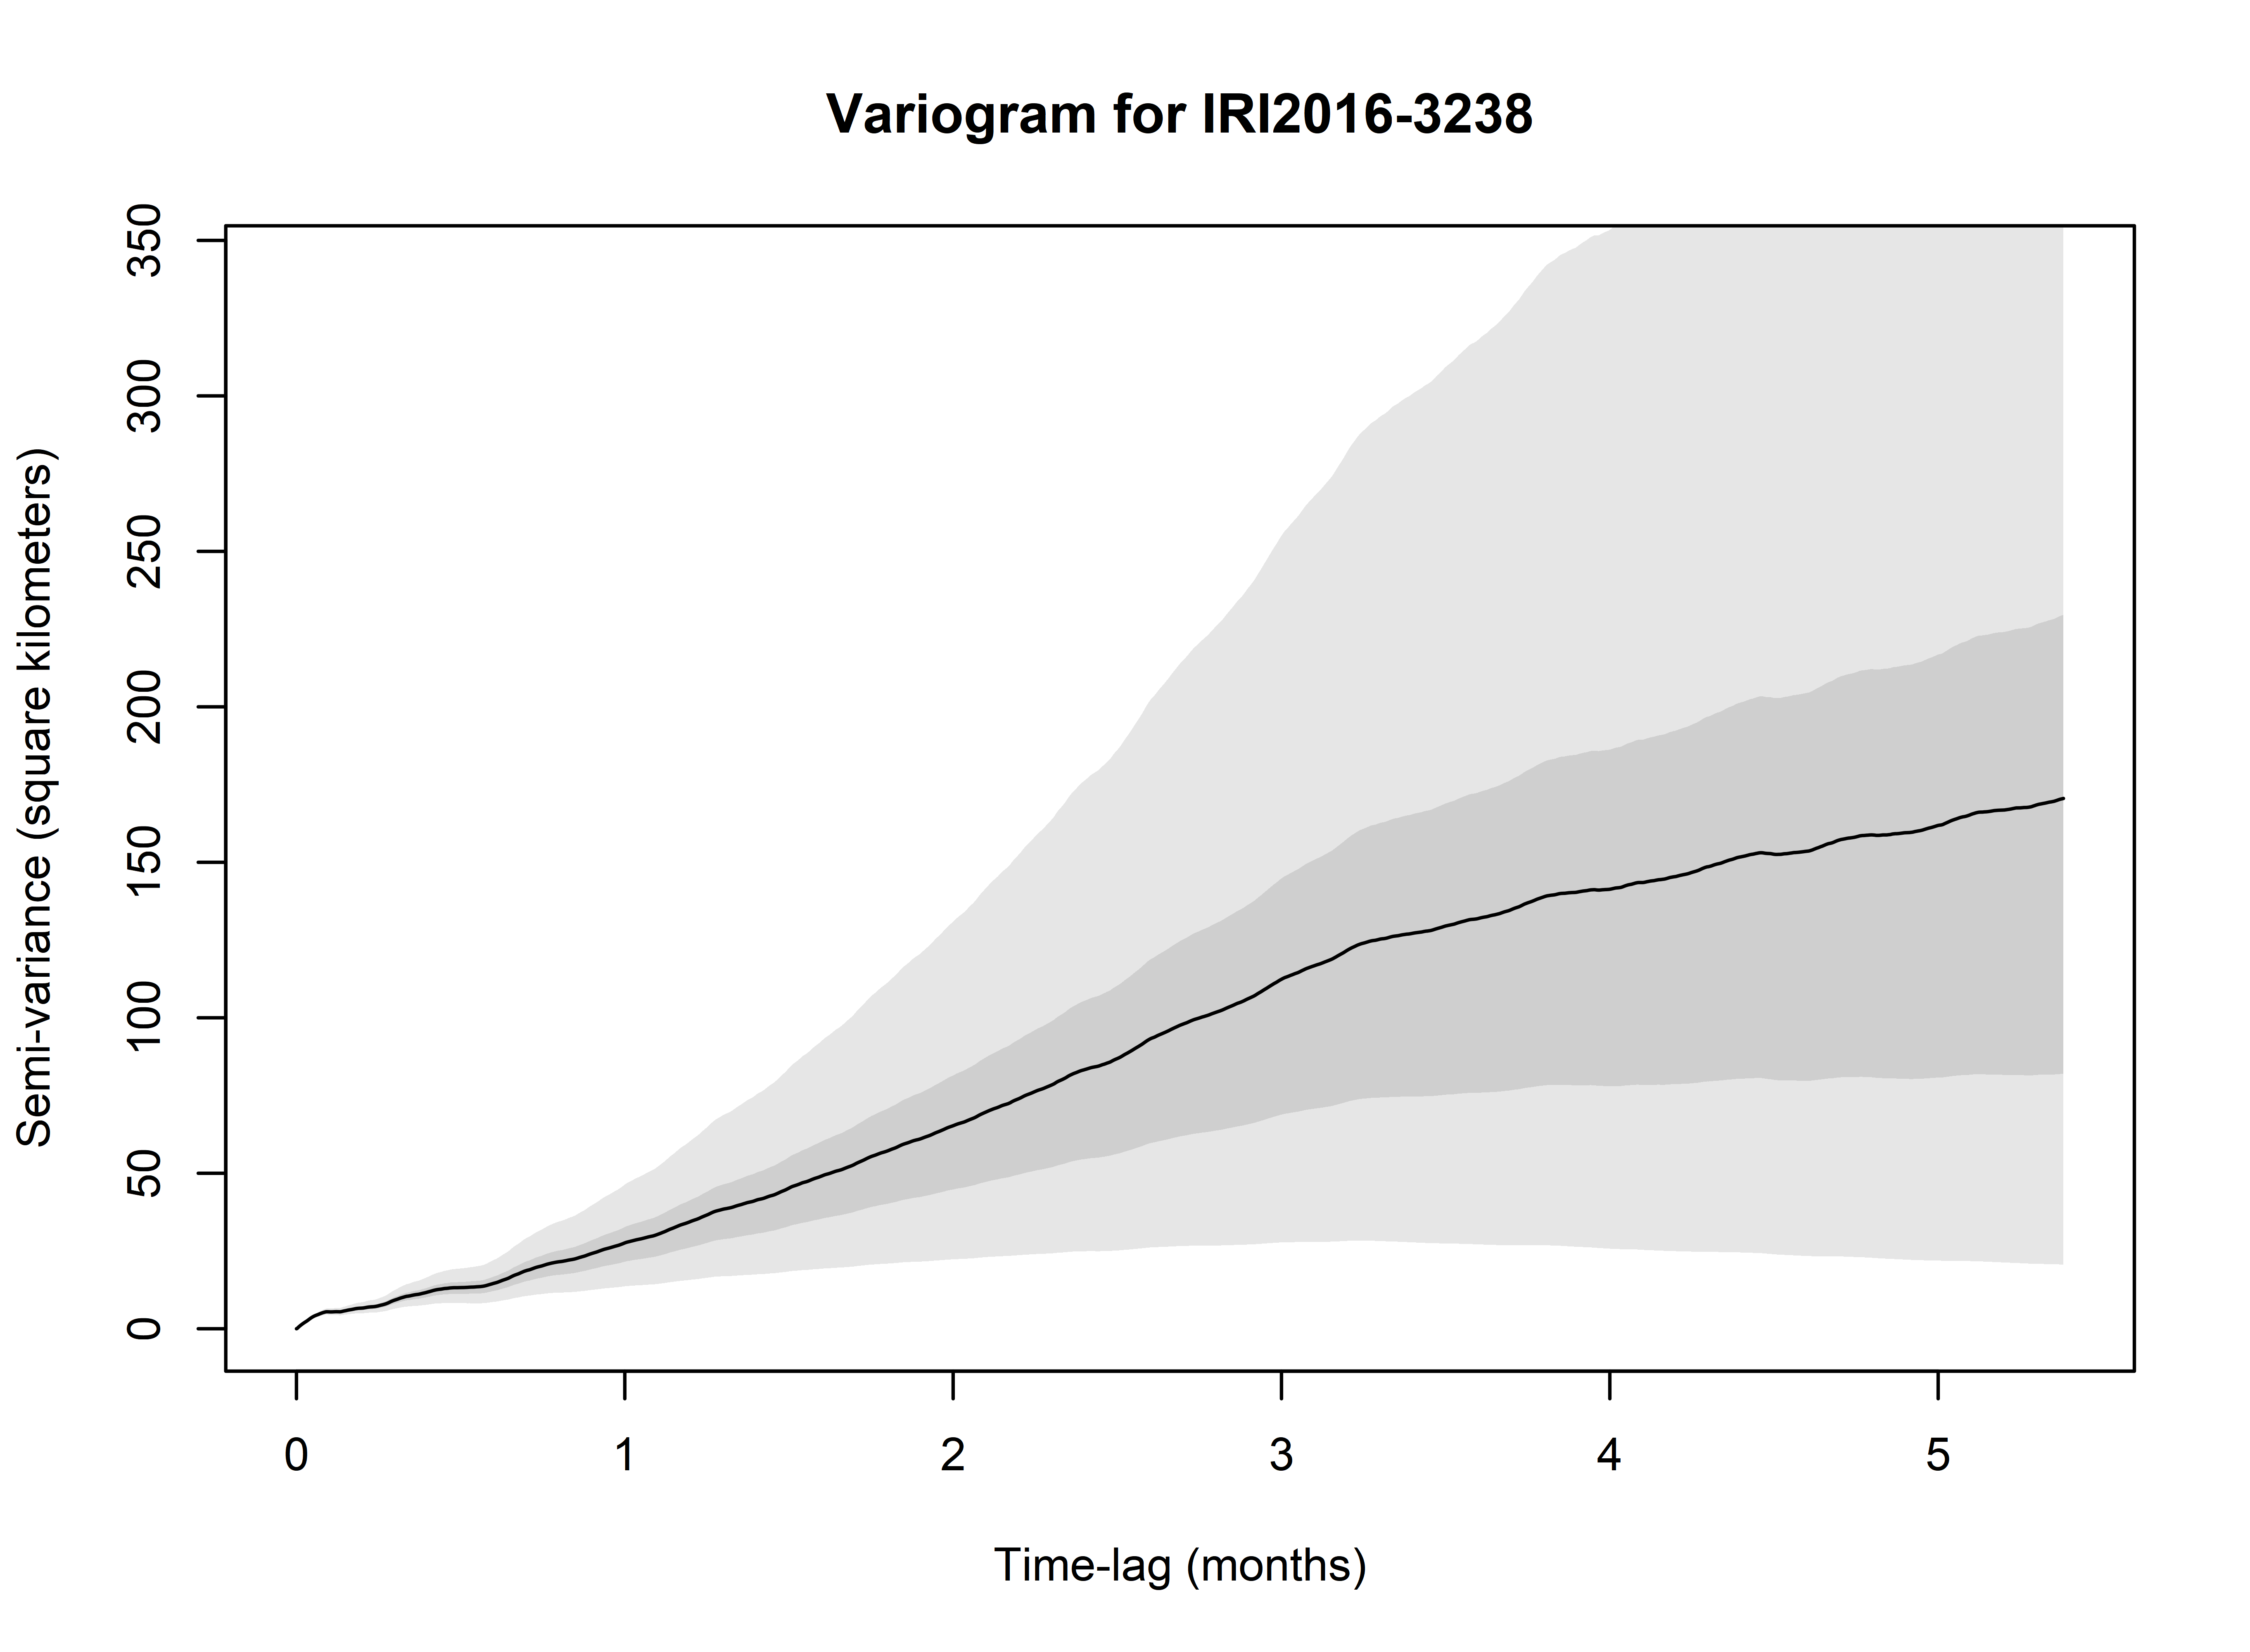 Variogram for IRI2016-3238
Semi-variance (square kilometers)
350
300
250
200
150
100
50
0
0 1 2 3 4 5
Time-lag (months)